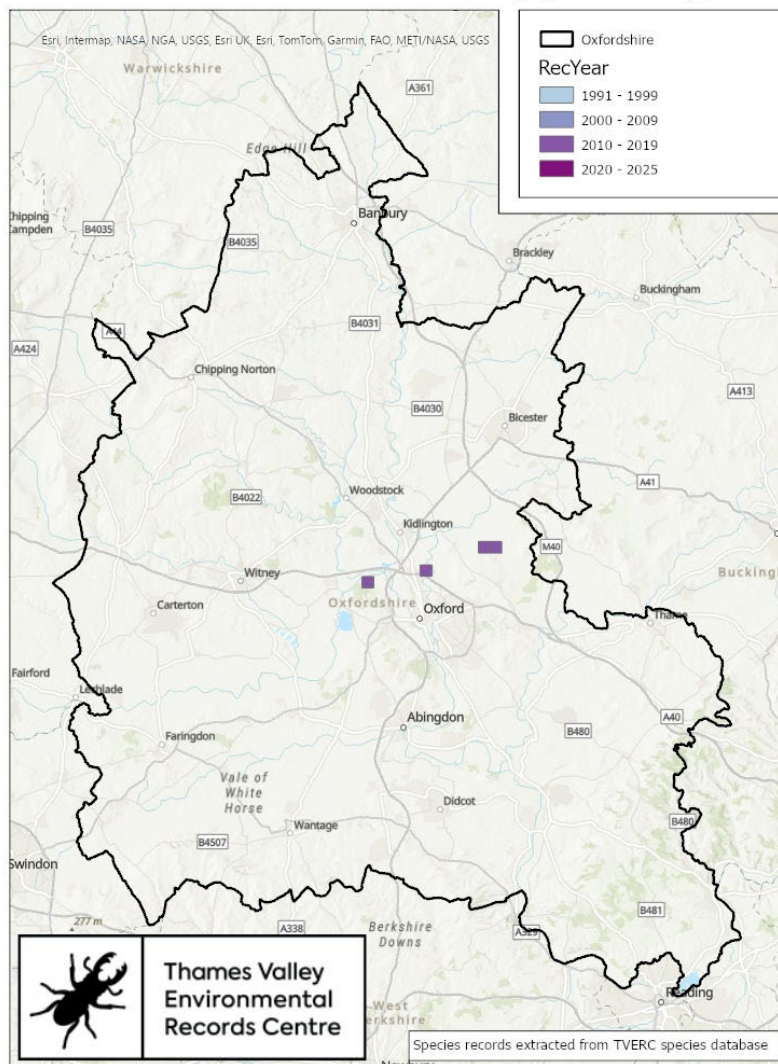 Esri, Intermap, NASA, NGA, USGS, Esri UK, Esri, TomTom, Garmin, FAO, METI/NASA, USGS
Oxfordshire
RecYear
1991 - 1999
2000 - 2009
2010 - 2019
2020 - 2025
Warwickshire
A361
Edge Hill
Chipping
Campden
B4035
Banbury
B4035
Brackley
Buckingham
A44
B4031
A424
Chipping Norton
A413
B4030
Bicester
A41
B4022
Woodstock
Kidlington
M40
Witney
Oxfordshire
Carterton
Oxford
Thame
Fairford
Lechlade
A40
Abingdon
B480
Faringdon
Vale of
White
Horse
Didcot
Wantage
B480
B4507
Swindon
277 m
A338
Berkshire
Downs
A329
B481
Reading
West
Thames Valley
Environmental
Records Centre
Species records extracted from TVERC species database